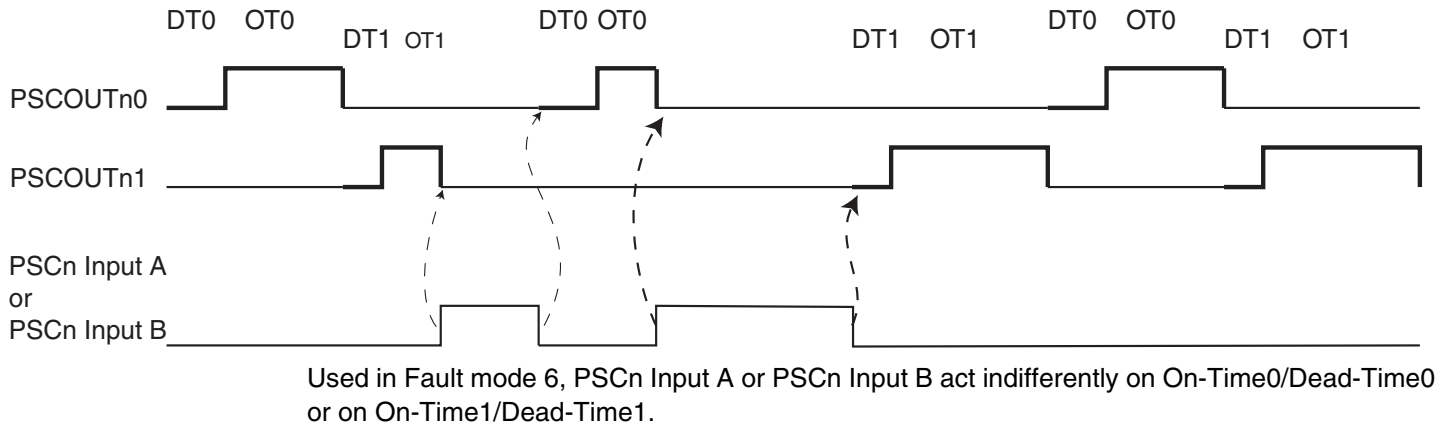 DT0 OT0 DT0 OT0 DT0 OT0
DT1 OT1 DT1 OT1 DT1 OT1
PSCOUTn0
PSCOUTn1
PSCn Input A
or
PSCn Input B
Used in Fault mode 6, PSCn Input A or PSCn Input B act indifferently on On-Time0/Dead-Time0
or on On-Time1/Dead-Time1.